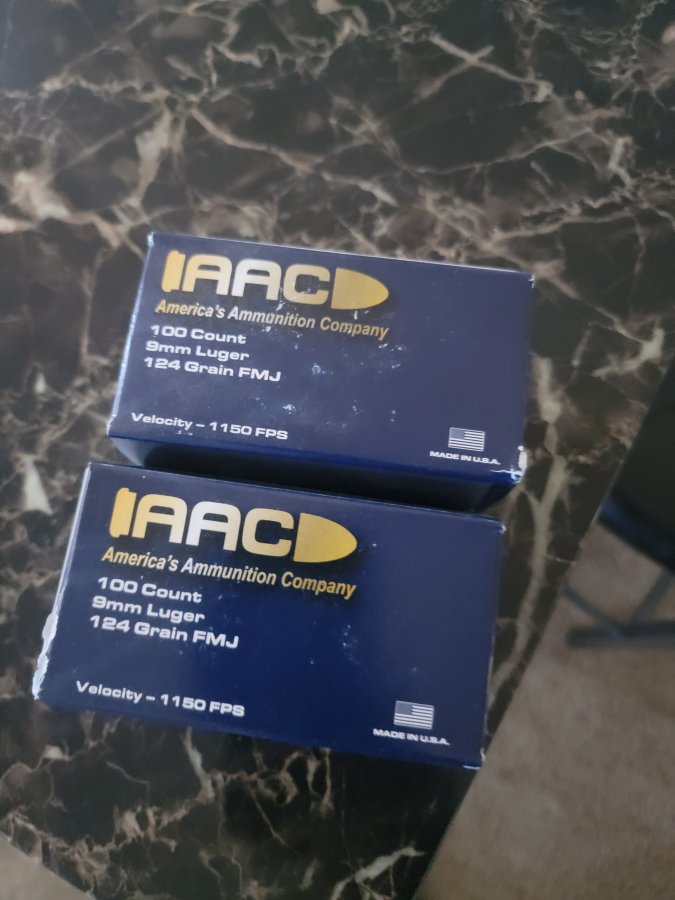 AAC
America's Ammunition Company
100 Count
9mm Luger
124 Grain FMJ
Velocity – 1150 FPS
MADE IN U.S.A.
AAC
America's Ammunition Company
100 Count
9mm Luger
124 Grain FMJ
Velocity – 1150 FPS
MADE IN U.S.A.